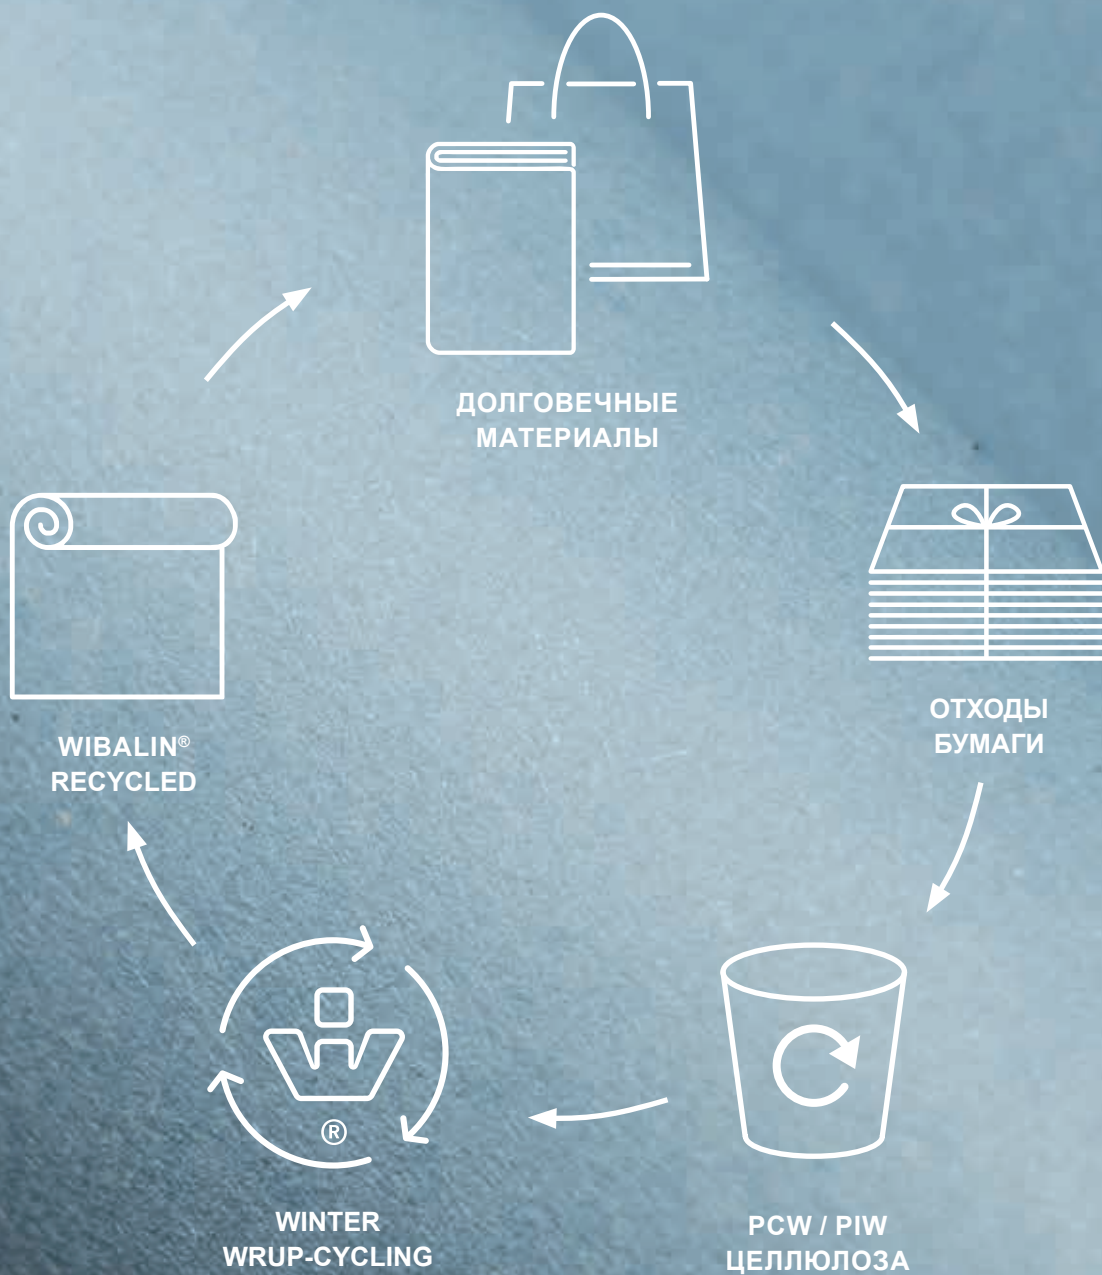 ДОЛГОВЕЧНЫЕ
МАТЕРИАЛЫ
ОТХОДЫ
БУМАГИ
WIBALIN®
RECYCLED
®
WINTER
WRUP-CYCLING
PCW / PIW
ЦЕЛЛЮЛОЗА